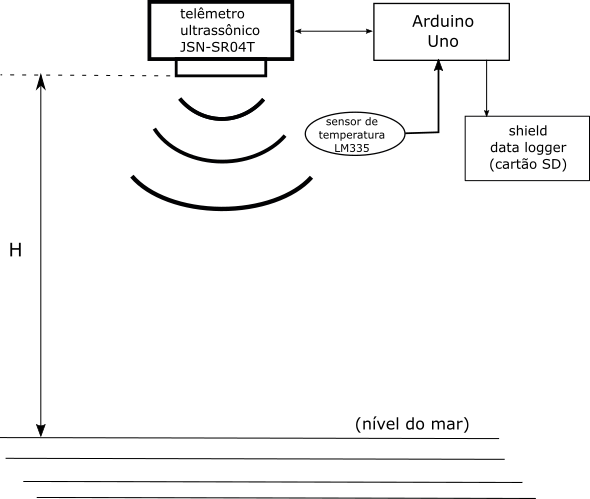 telêmetro
ultrassônico
JSN-SR04T
Arduino
Uno
sensor de
temperatura
LM335
shield
data logger
(cartão SD)
H
(nível do mar)